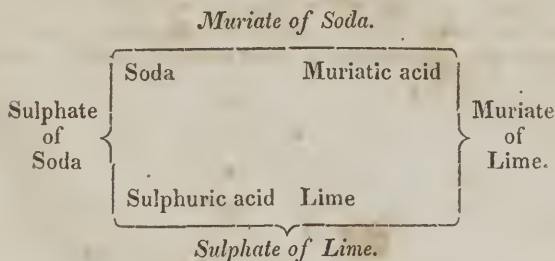 Muriate of Soda.
Soda Muriatic acid
Sulphate
of
Soda
Muriate
of
Lime.
Sulphuric acid Lime
Sulphate of Lime.